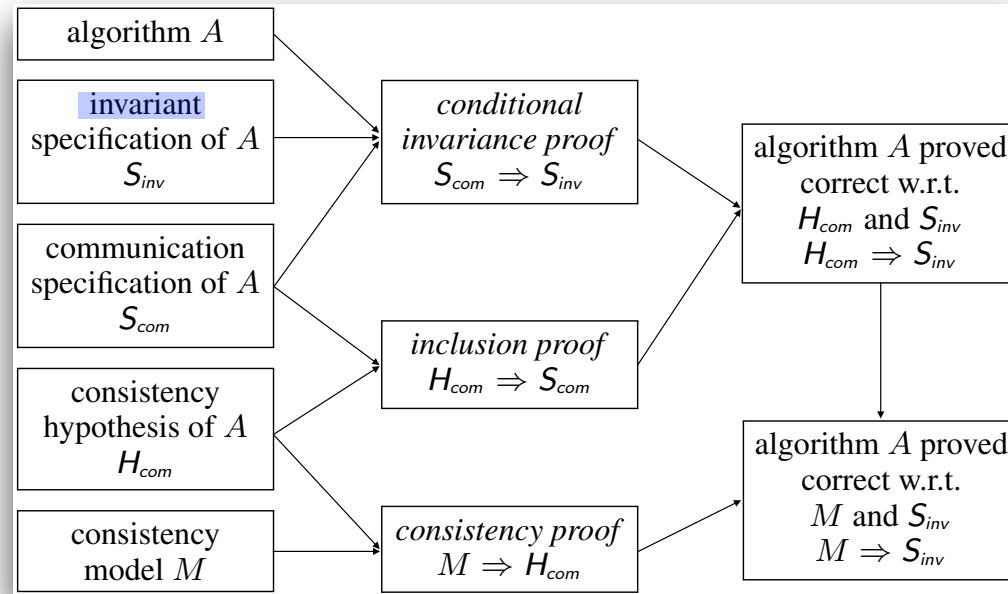 algorithm A
invariant
specification of A
S_inv
communication
specification of A
S_com
consistency
hypothesis of A
H_com
consistency
model M
conditional
invariance proof
S_com ⇒ S_inv
inclusion proof
H_com ⇒ S_com
consistency proof
M ⇒ H_com
algorithm A proved
correct w.r.t.
H_com and S_inv
H_com ⇒ S_inv
algorithm A proved
correct w.r.t.
M and S_inv
M ⇒ S_inv